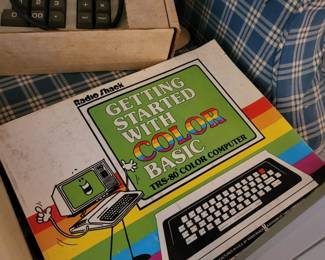 Radio Shack
GETTING
STARTED
WITH
COLOR
BASIC
TRS-80 COLOR COMPUTER